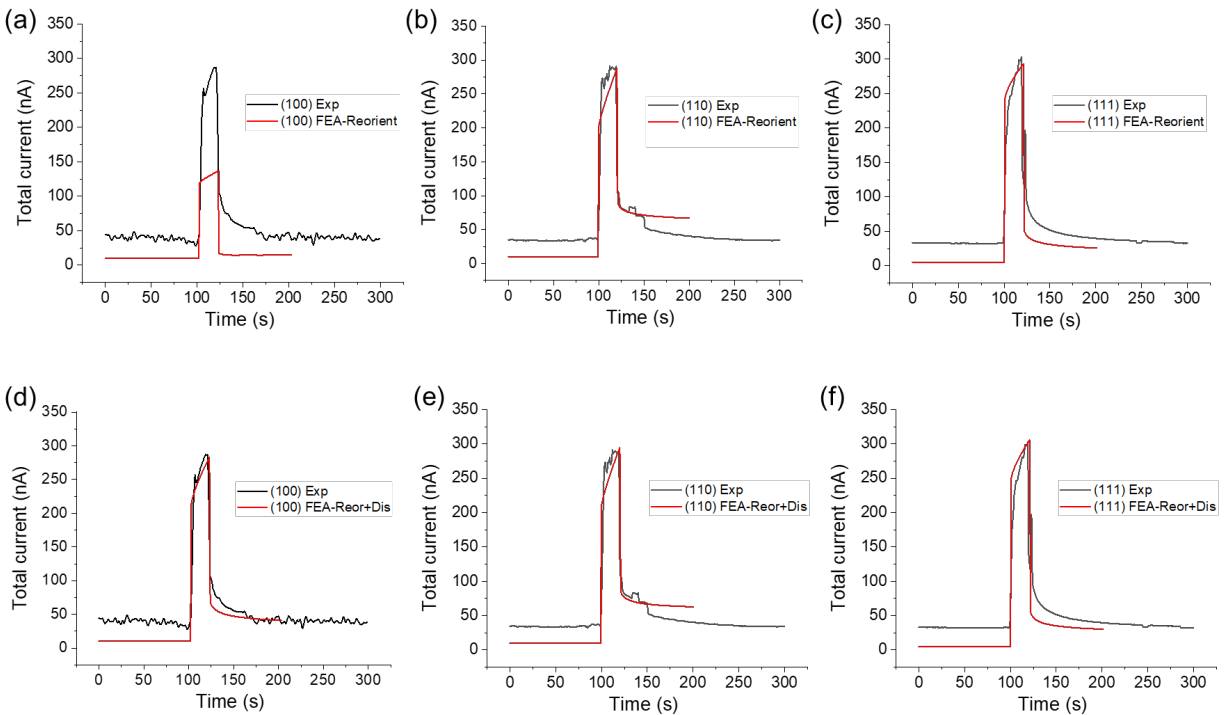 (a)
350
300
250
200
150
100
50
0
Total current (nA)
(100) Exp
(100) FEA-Reorient
0 50 100 150 200 250 300
Time (s)
(b)
350
300
250
200
150
100
50
0
Total current (nA)
(110) Exp
(110) FEA-Reorient
0 50 100 150 200 250 300
Time (s)
(c)
350
300
250
200
150
100
50
0
Total current (nA)
(111) Exp
(111) FEA-Reorient
0 50 100 150 200 250 300
Time (s)
(d)
350
300
250
200
150
100
50
0
Total current (nA)
(100) Exp
(100) FEA-Reor+Dis
0 50 100 150 200 250 300
Time (s)
(e)
350
300
250
200
150
100
50
0
Total current (nA)
(110) Exp
(110) FEA-Reor+Dis
0 50 100 150 200 250 300
Time (s)
(f)
350
300
250
200
150
100
50
0
Total current (nA)
(111) Exp
(111) FEA-Reor+Dis
0 50 100 150 200 250 300
Time (s)